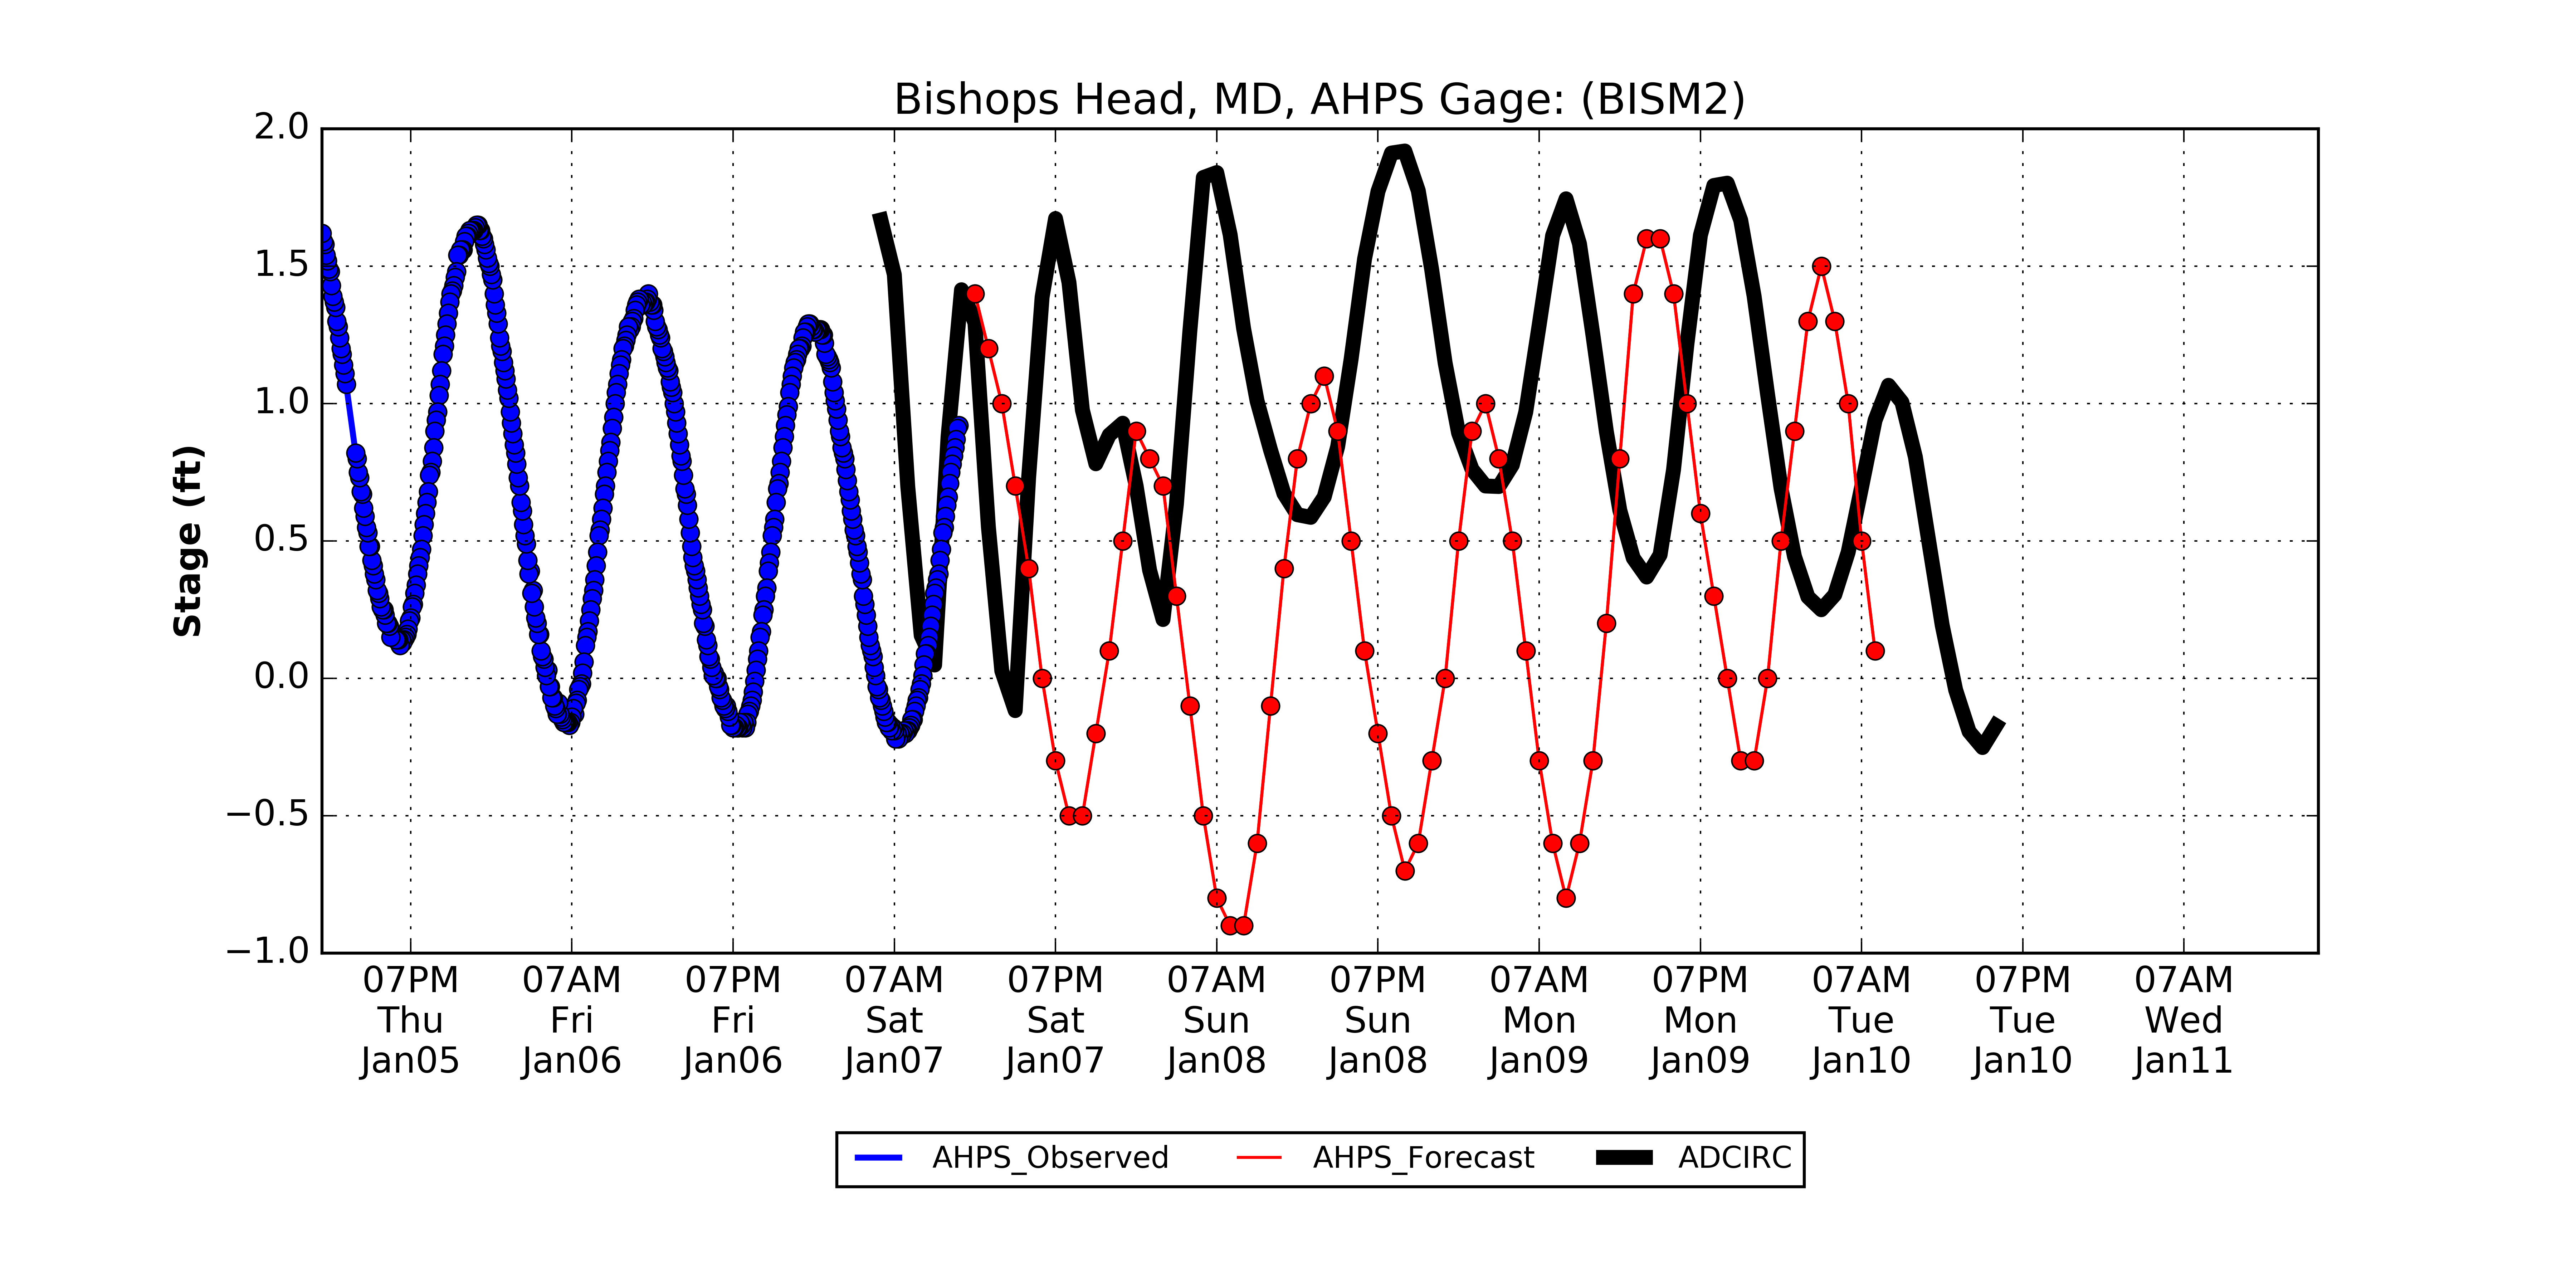 Bishops Head, MD, AHPS Gage: (BISM2)
Stage (ft)
2.0
1.5
1.0
0.5
0.0
−0.5
−1.0
07PM 07AM 07PM 07AM 07PM 07AM 07PM 07AM 07PM 07AM 07PM 07AM
Thu Fri Fri Sat Sat Sun Sun Mon Mon Tue Tue Wed
Jan05 Jan06 Jan06 Jan07 Jan07 Jan08 Jan08 Jan09 Jan09 Jan10 Jan10 Jan11
AHPS_Observed AHPS_Forecast ADCIRC